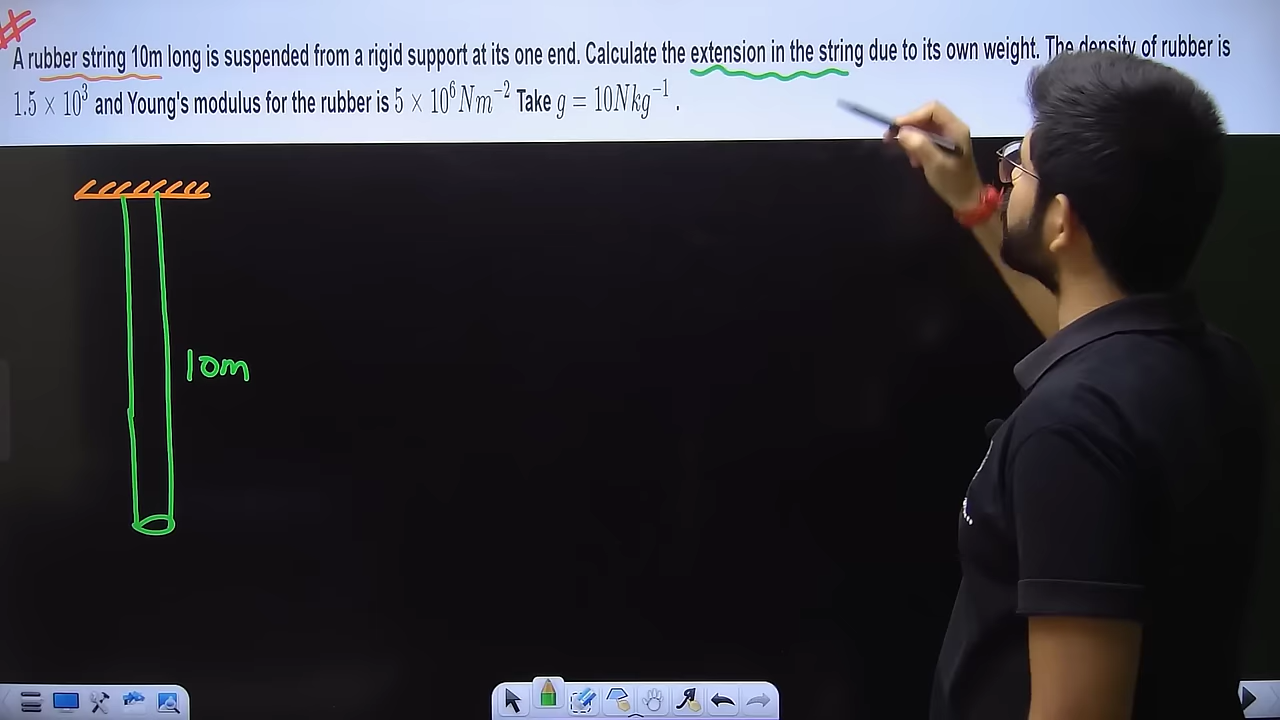 A rubber string 10m long is suspended from a rigid support at its one end. Calculate the extension in the string due to its own weight. The density of rubber is
1.5 × 10³ and Young's modulus for the rubber is 5 × 10⁶ Nm⁻² Take g = 10Nkg⁻¹ .
10m